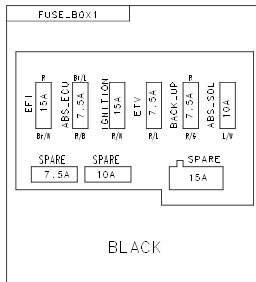 FUSE_BOX1
R Br/L R
EFI 15A ABS_ECU 7.5A IGNITION 15A ETV 7.5A BACK_UP 7.5A ABS_SOL 10A
Br/W R/B R/W R/L R/G L/W
SPARE SPARE SPARE
7.5A 10A 15A
BLACK